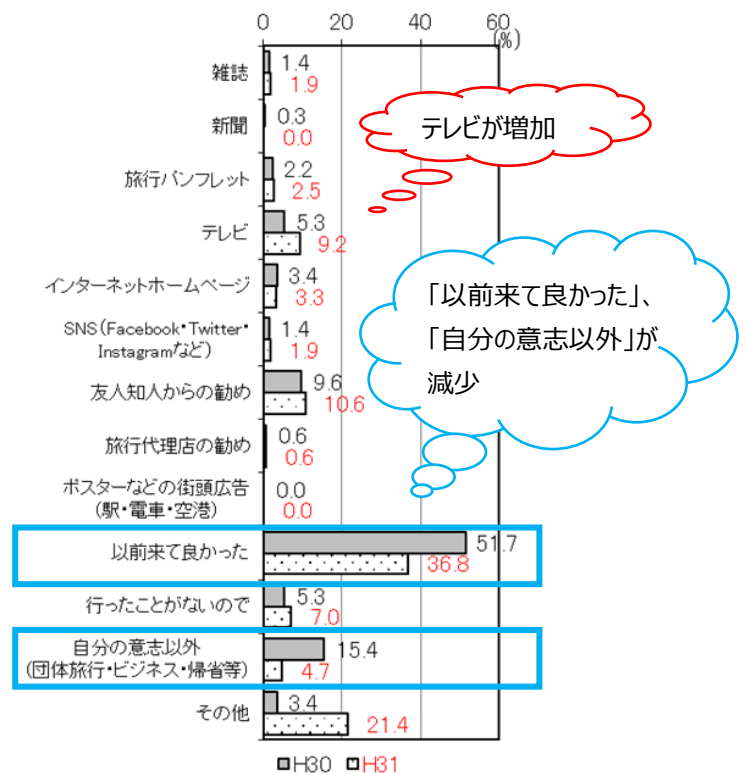 0 20 40 60
(%)
雑誌 1.4
1.9
テレビが増加
新聞 0.3
0.0
旅行パンフレット 2.2
2.5
テレビ 5.3
9.2
インターネットホームページ 3.4
3.3
「以前来て良かった」、
「自分の意志以外」が
減少
SNS(Facebook・Twitter・
Instagramなど)
1.4
1.9
友人知人からの勧め 9.6
10.6
旅行代理店の勧め 0.6
0.6
ポスターなどの街頭広告
(駅・電車・空港)
0.0
0.0
以前来て良かった 51.7
36.8
行ったことがないので 5.3
7.0
自分の意志以外
(団体旅行・ビジネス・帰省等)
15.4
4.7
その他 3.4
21.4
H30 H31